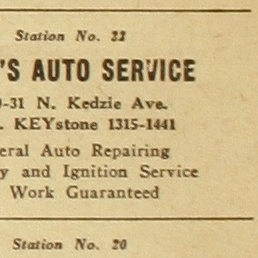 Station No. 22
'S AUTO SERVICE
-31 N. Kedzie Ave.
. KEYstone 1315-1441
eral Auto Repairing
y and Ignition Service
Work Guaranteed
Station No. 20